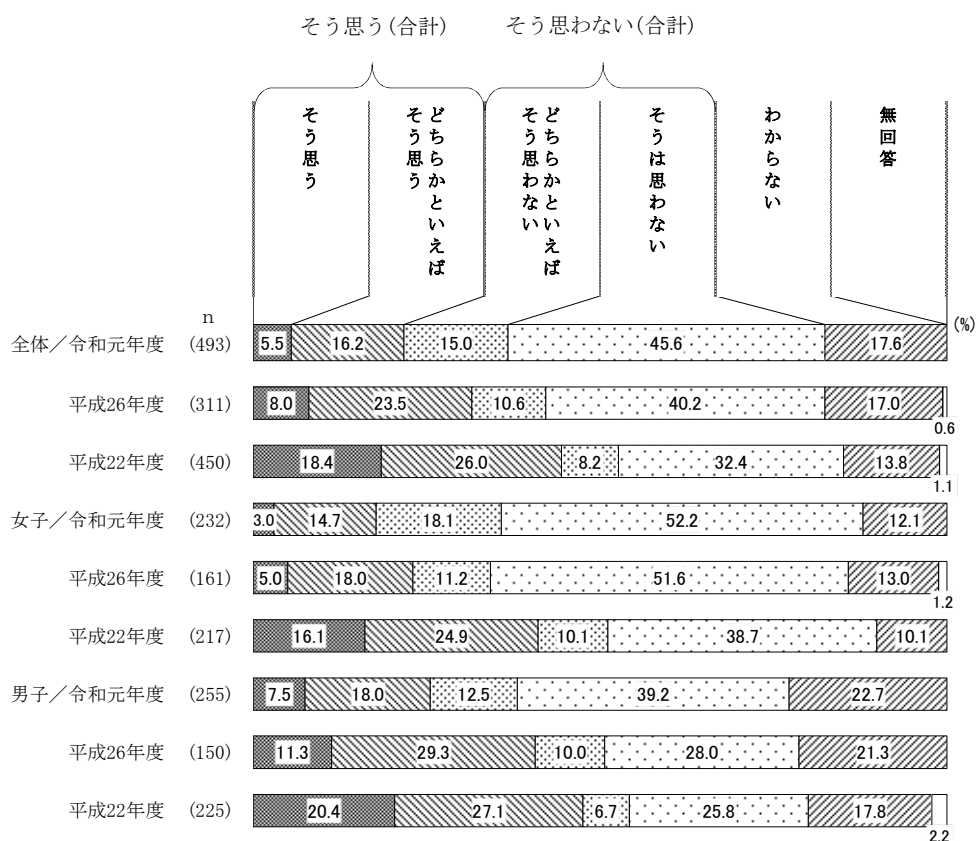 そう思う(合計) そう思わない(合計)
そう思う
どちらかといえば
そう思う
どちらかといえば
そう思わない
そうは思わない
わからない
無回答
n
(%)
全体／令和元年度 (493) 5.5 16.2 15.0 45.6 17.6
平成26年度 (311) 8.0 23.5 10.6 40.2 17.0 0.6
平成22年度 (450) 18.4 26.0 8.2 32.4 13.8 1.1
女子／令和元年度 (232) 3.0 14.7 18.1 52.2 12.1
平成26年度 (161) 5.0 18.0 11.2 51.6 13.0 1.2
平成22年度 (217) 16.1 24.9 10.1 38.7 10.1
男子／令和元年度 (255) 7.5 18.0 12.5 39.2 22.7
平成26年度 (150) 11.3 29.3 10.0 28.0 21.3
平成22年度 (225) 20.4 27.1 6.7 25.8 17.8 2.2